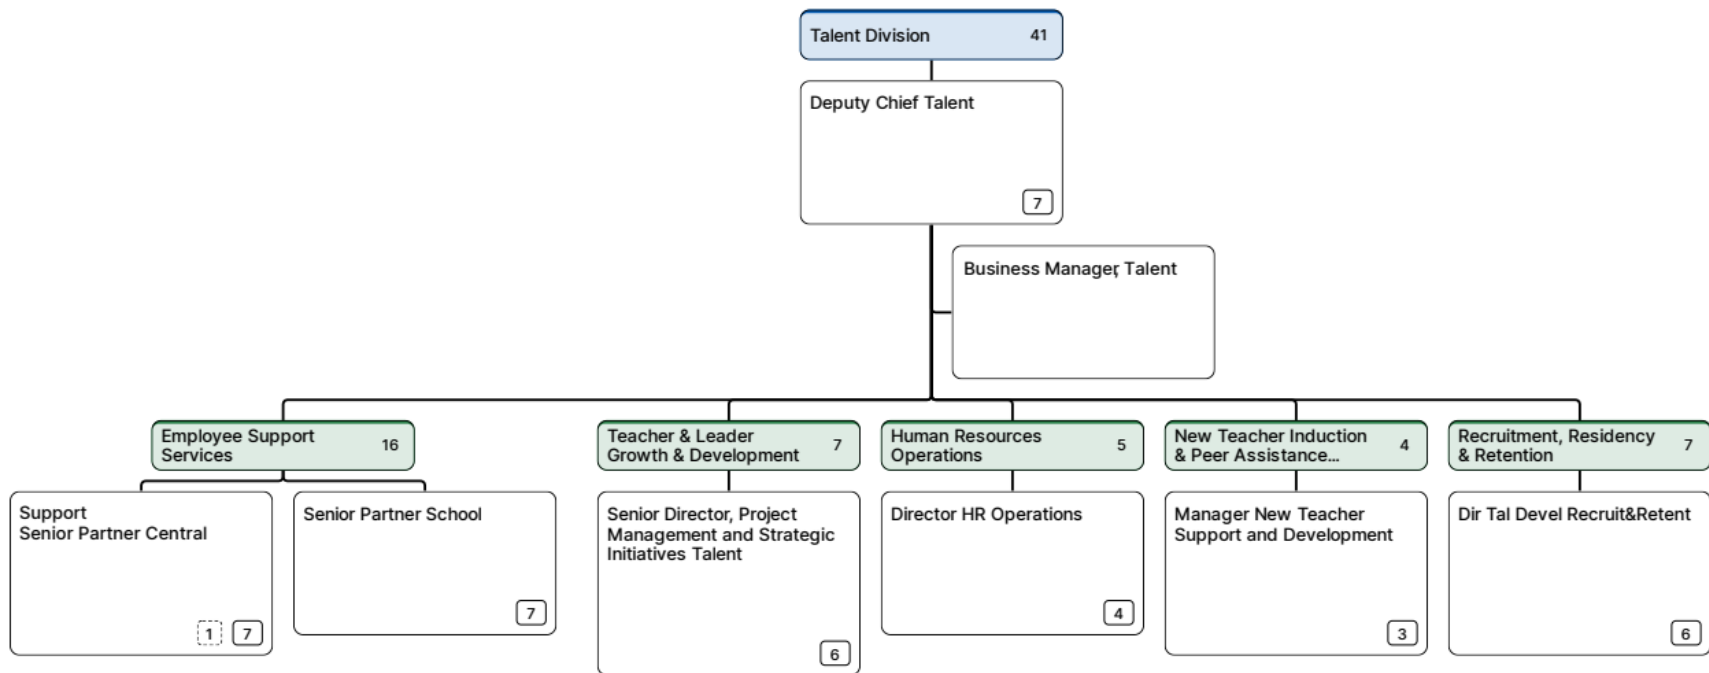 Talent Division 41
Deputy Chief Talent
7
Business Manager, Talent
Employee Support
Services
16
Teacher & Leader
Growth & Development
7
Human Resources
Operations
5
New Teacher Induction
& Peer Assistance...
4
Recruitment, Residency
& Retention
7
Support
Senior Partner Central
1 7
Senior Partner School
7
Senior Director, Project
Management and Strategic
Initiatives Talent
6
Director HR Operations
4
Manager New Teacher
Support and Development
3
Dir Tal Devel Recruit&Retent
6